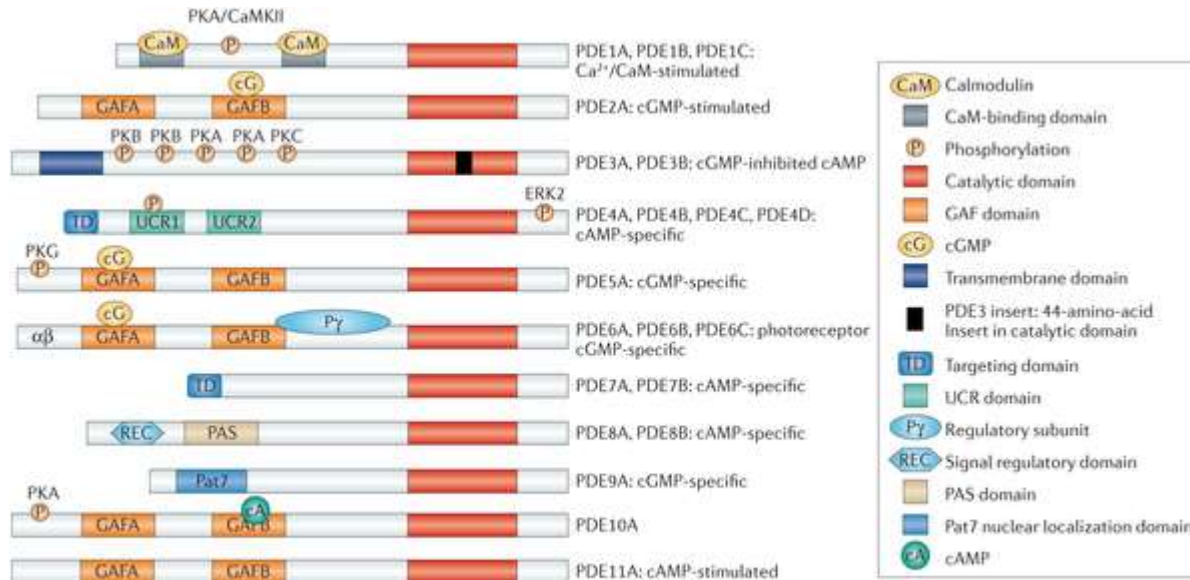 PKA/CaMKII
CaM P CaM
PDE1A, PDE1B, PDE1C:
Ca²⁺/CaM-stimulated
cG
GAFA GAFB
PDE2A: cGMP-stimulated
PKB PKB PKA PKA PKC
P P P P P
PDE3A, PDE3B: cGMP-inhibited cAMP
ERK2
P P
TD UCR1 UCR2
PDE4A, PDE4B, PDE4C, PDE4D:
cAMP-specific
PKG
P cG
GAFA GAFB
PDE5A: cGMP-specific
cG Pγ
αβ GAFA GAFB
PDE6A, PDE6B, PDE6C: photoreceptor
cGMP-specific
TD
PDE7A, PDE7B: cAMP-specific
REC PAS
PDE8A, PDE8B: cAMP-specific
Pat7
PDE9A: cGMP-specific
PKA
P cA
GAFA GAFB
PDE10A
GAFA GAFB
PDE11A: cAMP-stimulated
CaM Calmodulin
CaM-binding domain
P Phosphorylation
Catalytic domain
GAF domain
cG cGMP
Transmembrane domain
PDE3 insert: 44-amino-acid
Insert in catalytic domain
TD Targeting domain
UCR domain
Pγ Regulatory subunit
REC Signal regulatory domain
PAS domain
Pat7 nuclear localization domain
cA cAMP